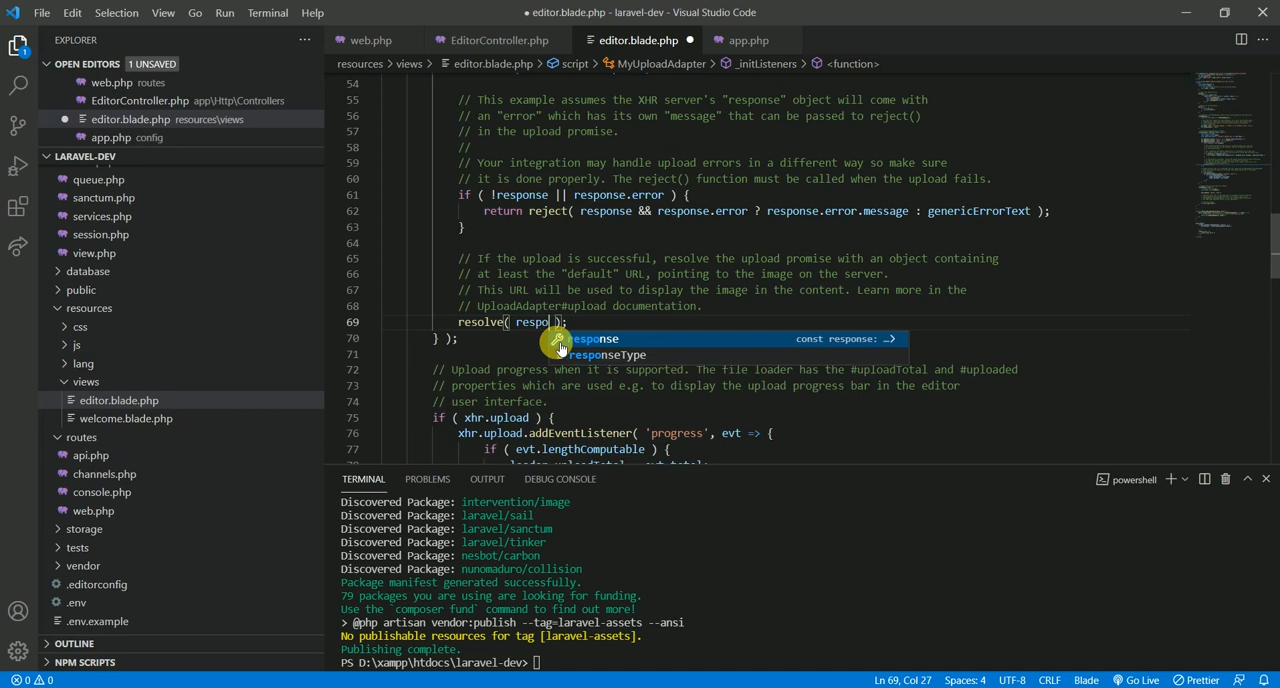 File Edit Selection View Go Run Terminal Help
● editor.blade.php - laravel-dev - Visual Studio Code
EXPLORER
OPEN EDITORS 1 UNSAVED
web.php routes
EditorController.php app\Http\Controllers
editor.blade.php resources\views
app.php config
LARAVEL-DEV
queue.php
sanctum.php
services.php
session.php
view.php
database
public
resources
css
js
lang
views
editor.blade.php
welcome.blade.php
routes
api.php
channels.php
console.php
web.php
storage
tests
vendor
.editorconfig
.env
.env.example
OUTLINE
NPM SCRIPTS
web.php EditorController.php editor.blade.php app.php
resources > views > editor.blade.php > script > MyUploadAdapter > _initListeners > <function>
54
55 // This example assumes the XHR server's "response" object will come with
56 // an "error" which has its own "message" that can be passed to reject()
57 // in the upload promise.
58 //
59 // Your integration may handle upload errors in a different way so make sure
60 // it is done properly. The reject() function must be called when the upload fails.
61 if ( !response || response.error ) {
62 return reject( response && response.error ? response.error.message : genericErrorText );
63 }
64
65 // If the upload is successful, resolve the upload promise with an object containing
66 // at least the "default" URL, pointing to the image on the server.
67 // This URL will be used to display the image in the content. Learn more in the
68 // UploadAdapter#upload documentation.
69 resolve( respo );
70 } );
response const response: …>
71
responseType
72 // Upload progress when it is supported. The file loader has the #uploadTotal and #uploaded
73 // properties which are used e.g. to display the upload progress bar in the editor
74 // user interface.
75 if ( xhr.upload ) {
76 xhr.upload.addEventListener( 'progress', evt => {
77 if ( evt.lengthComputable ) {
TERMINAL PROBLEMS OUTPUT DEBUG CONSOLE
powershell
Discovered Package: intervention/image
Discovered Package: laravel/sail
Discovered Package: laravel/sanctum
Discovered Package: laravel/tinker
Discovered Package: nesbot/carbon
Discovered Package: nunomaduro/collision
Package manifest generated successfully.
79 packages you are using are looking for funding.
Use the `composer fund` command to find out more!
> @php artisan vendor:publish --tag=laravel-assets --ansi
No publishable resources for tag [laravel-assets].
Publishing complete.
PS D:\xampp\htdocs\laravel-dev>
0 0
Ln 69, Col 27 Spaces: 4 UTF-8 CRLF Blade Go Live Prettier